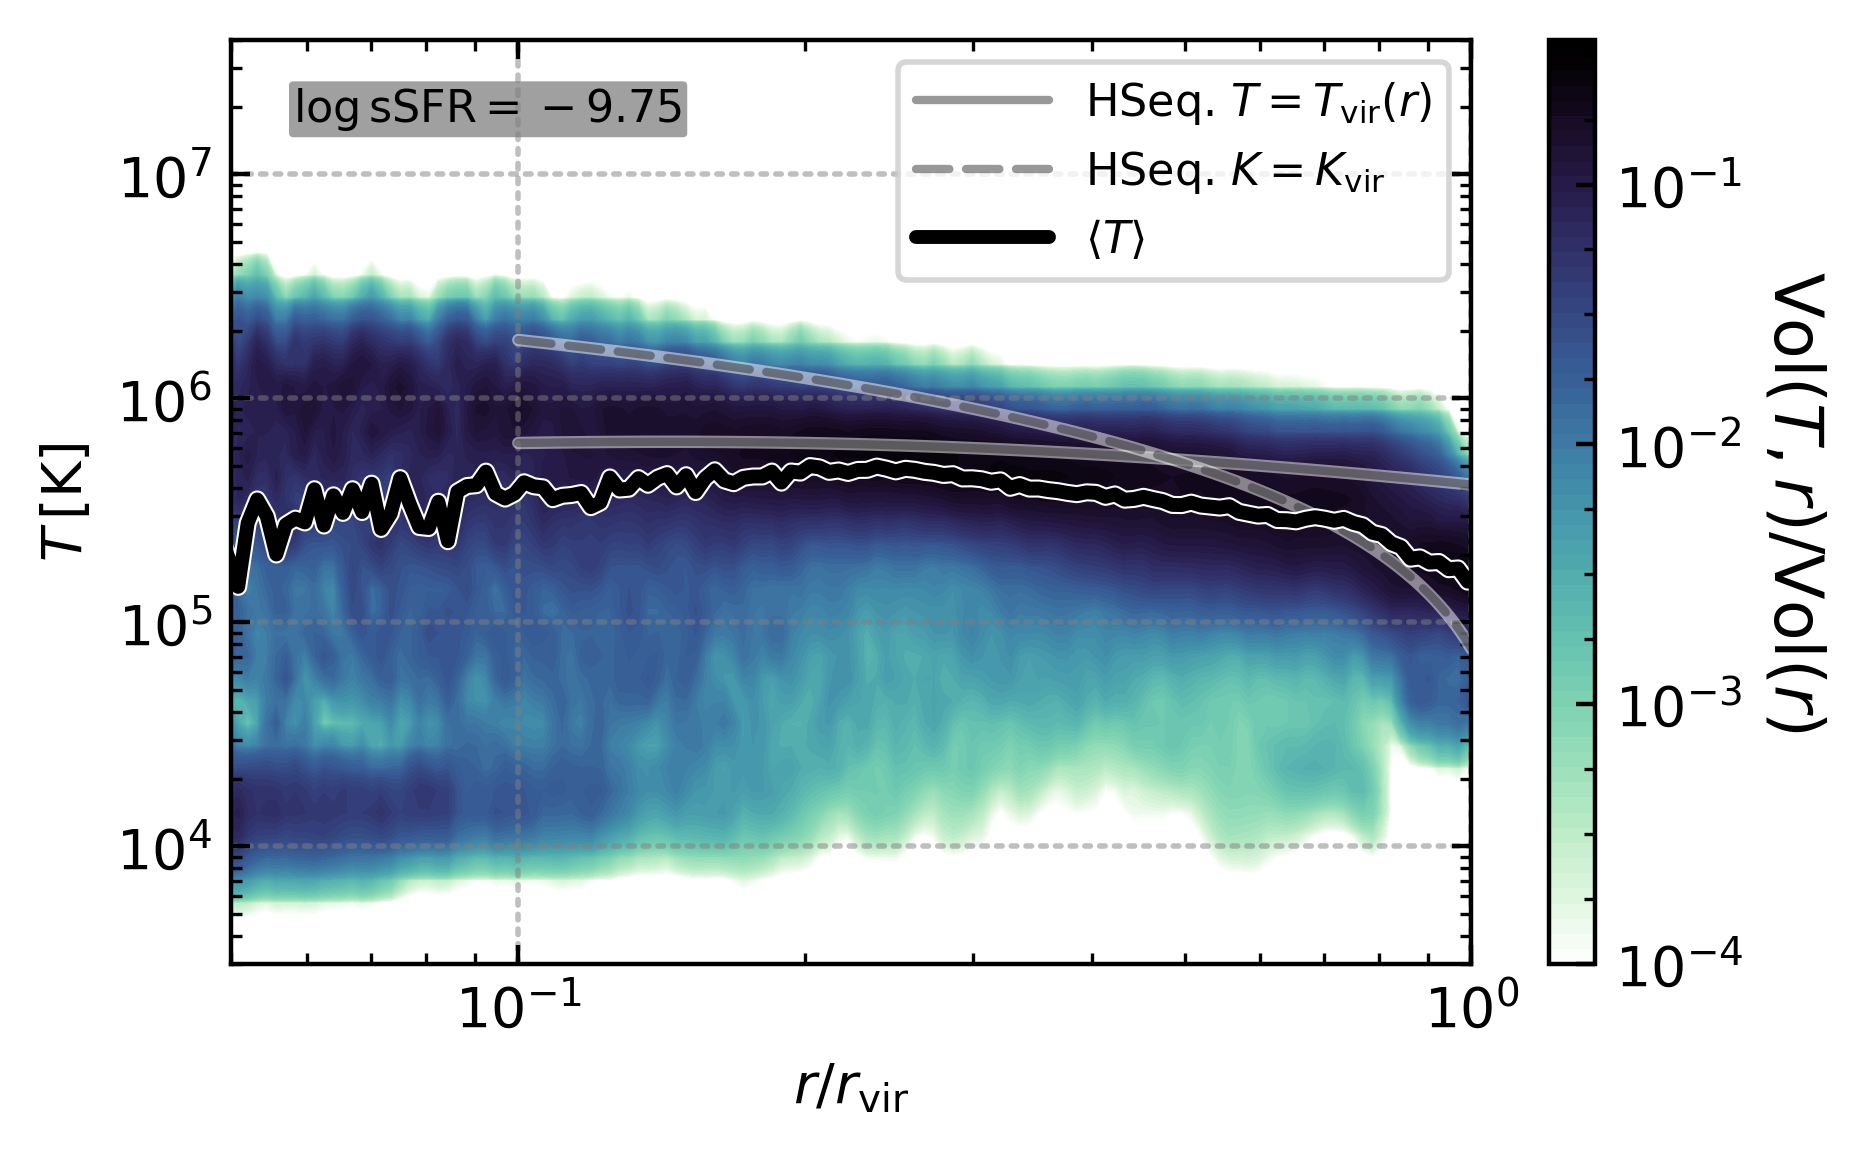 log sSFR = −9.75
HSeq. T = T_vir(r)
HSeq. K = K_vir
⟨T⟩
10^7
10^6
10^5
10^4
T [K]
10^−1
10^0
r/r_vir
10^−1
10^−2
10^−3
10^−4
Vol(T, r)/Vol(r)